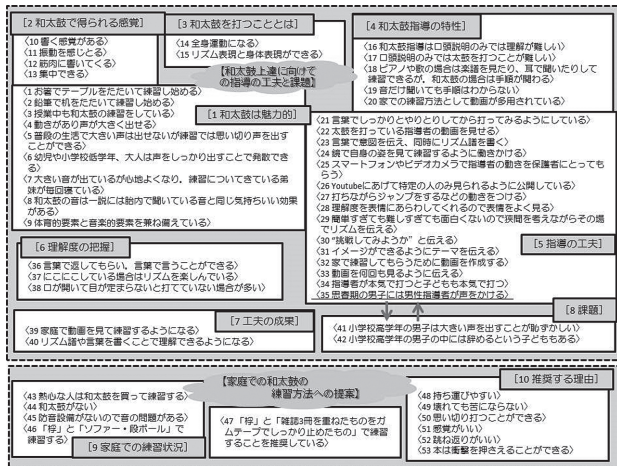 [2 和太鼓で得られる感覚]
〈10 響く感覚がある〉
〈11 振動を感じとる〉
〈12 筋肉に響いてくる〉
〈13 集中できる〉
[3 和太鼓を打つこととは]
〈14 全身運動になる〉
〈15 リズム表現と身体表現ができる〉
[4 和太鼓指導の特性]
〈16 和太鼓指導は口頭説明のみでは理解が難しい〉
〈17 口頭説明のみでは太鼓を打つことが難しい〉
〈18 ピアノや歌の場合は楽譜を見たり、耳で聞いたりして
練習できるが、和太鼓の場合は手順が関わる〉
〈19 音だけ聞いても手順はわからない〉
〈20 家での練習方法として動画が多用されている〉
【和太鼓上達に向けて
の指導の工夫と課題】
〈1 お箸でテーブルをたたいて練習し始める〉
〈2 鉛筆で机をたたいて練習し始める〉
〈3 授業中も和太鼓の練習をしている〉
〈4 動きがあり声が大きく出せる〉
〈5 普段の生活で大きい声は出せないが練習では思い切り声を出す
ことができる〉
〈6 幼児や小学校低学年、大人は声をしっかり出すことで発散でき
る〉
〈7 大きい音が出ているが心地よくなり、練習についてきている弟
妹が毎回寝ている〉
〈8 和太鼓の音は一説には胎内で聞いている音と同じ気持ちいい効果
がある〉
〈9 体育的要素と音楽的要素を兼ね備えている〉
[1 和太鼓は魅力的]
〈21 言葉でしっかりとやりとりしてから打ってみるようにしている〉
〈22 太鼓を打っている指導者の動画を見せる〉
〈23 言葉で意図を伝え、同時にリズム譜を書く〉
〈24 鏡で自身の姿を見て練習するように働きかける〉
〈25 スマートフォンやビデオカメラで指導者の動きを保護者にとっても
らう〉
〈26 Youtubeにあげて特定の人のみ見られるように公開している〉
〈27 打ちながらジャンプをするなどの動きをつける〉
〈28 理解度を表情にあらわしてくれるので表情をよく見る〉
〈29 簡単すぎても難しすぎても面白くないので狭間を考えながらその場
でリズムを伝える〉
〈30 “挑戦してみようか”と伝える〉
〈31 イメージができるようにテーマを伝える〉
〈32 家で練習してもらうために動画を作成する〉
〈33 動画を何回も見るように伝える〉
〈34 指導者が本気で打つと子どもも本気で打つ〉
〈35 思春期の男子には男性指導者が声をかける〉
[5 指導の工夫]
[6 理解度の把握]
〈36 言葉で返してもらい、言葉で言うことができる〉
〈37 にこにこしている場合はリズムを楽しんでいる〉
〈38 口が開いて目が定まらないと打てていない場合が多い〉
[7 工夫の成果]
〈39 家庭で動画を見て練習するようになる〉
〈40 リズム譜や言葉を書くことで理解できるようになる〉
[8 課題]
〈41 小学校高学年の男子は大きい声を出すことが恥ずかしい〉
〈42 小学校高学年の男子の中には辞めるという子どももある〉
【家庭での和太鼓の
練習方法への提案】
〈43 熱心な人は和太鼓を買って練習する〉
〈44 和太鼓がない〉
〈45 防音設備がないので音の問題がある〉
〈46 「桴」と「ソファー・段ボール」で
練習する〉
[9 家庭での練習状況]
〈47 「桴」と「雑誌3冊を重ねたものをガ
ムテープでしっかり止めたもの」で練習
することを推奨している〉
[10 推奨する理由]
〈48 持ち運びやすい〉
〈49 壊れても苦にならない〉
〈50 思い切り打つことができる〉
〈51 感覚がいい〉
〈52 跳ね返りがいい〉
〈53 本は衝撃を押さえることができる〉